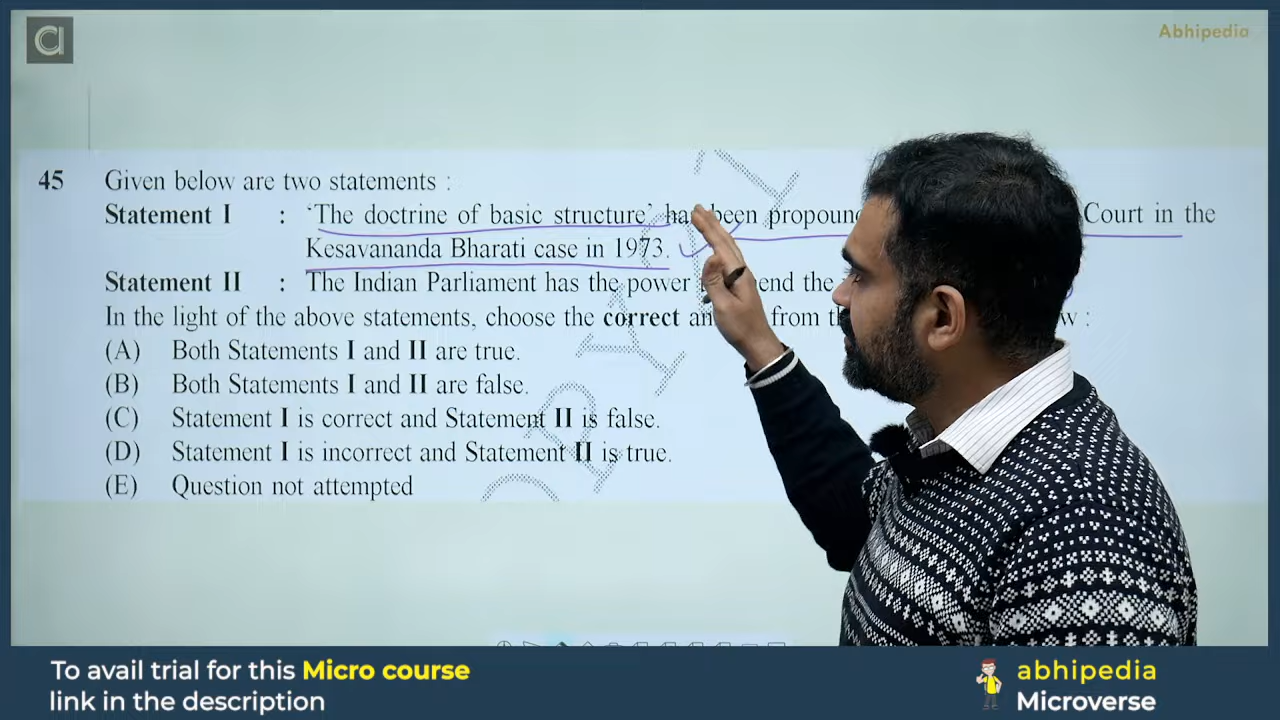 Abhipedia
45 Given below are two statements :
Statement I : 'The doctrine of basic structure' has been propoun Court in the
Kesavananda Bharati case in 1973.
Statement II : The Indian Parliament has the power end the
In the light of the above statements, choose the correct an from th w :
(A) Both Statements I and II are true.
(B) Both Statements I and II are false.
(C) Statement I is correct and Statement II is false.
(D) Statement I is incorrect and Statement II is true.
(E) Question not attempted
To avail trial for this Micro course
link in the description
abhipedia
Microverse